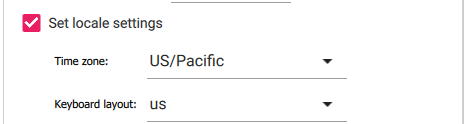 Set locale settings
Time zone: US/Pacific
Keyboard layout: us